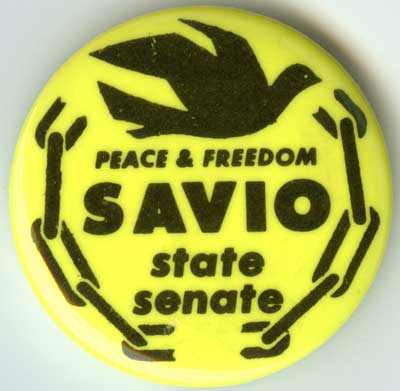 PEACE & FREEDOM
SAVIO
state
senate